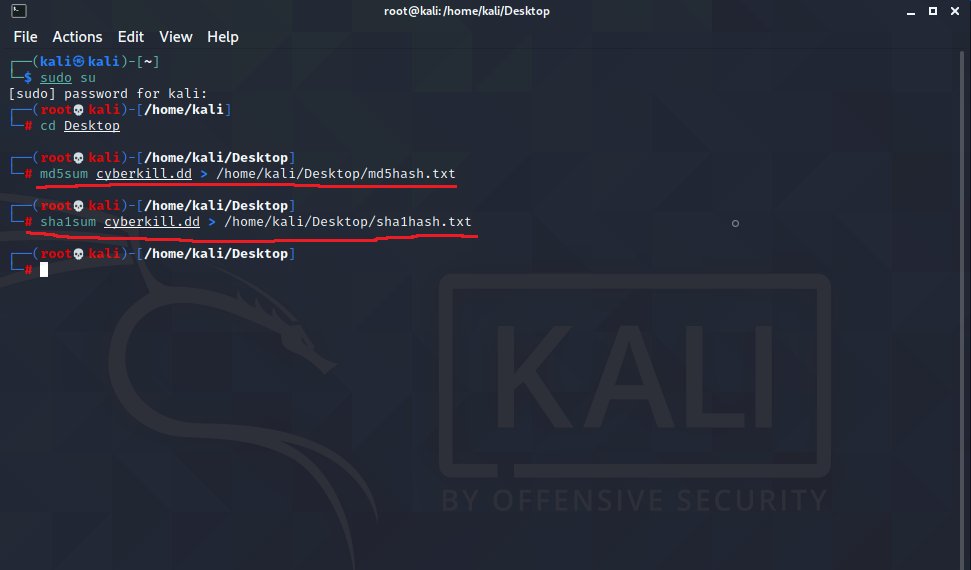 root@kali:/home/kali/Desktop
File Actions Edit View Help
┌──(kali㉿kali)-[~]
└─$ sudo su
[sudo] password for kali:
┌──(root💀kali)-[/home/kali]
└─# cd Desktop
┌──(root💀kali)-[/home/kali/Desktop]
└─# md5sum cyberkill.dd > /home/kali/Desktop/md5hash.txt
┌──(root💀kali)-[/home/kali/Desktop]
└─# sha1sum cyberkill.dd > /home/kali/Desktop/sha1hash.txt
┌──(root💀kali)-[/home/kali/Desktop]
└─#
KALI
BY OFFENSIVE SECURITY